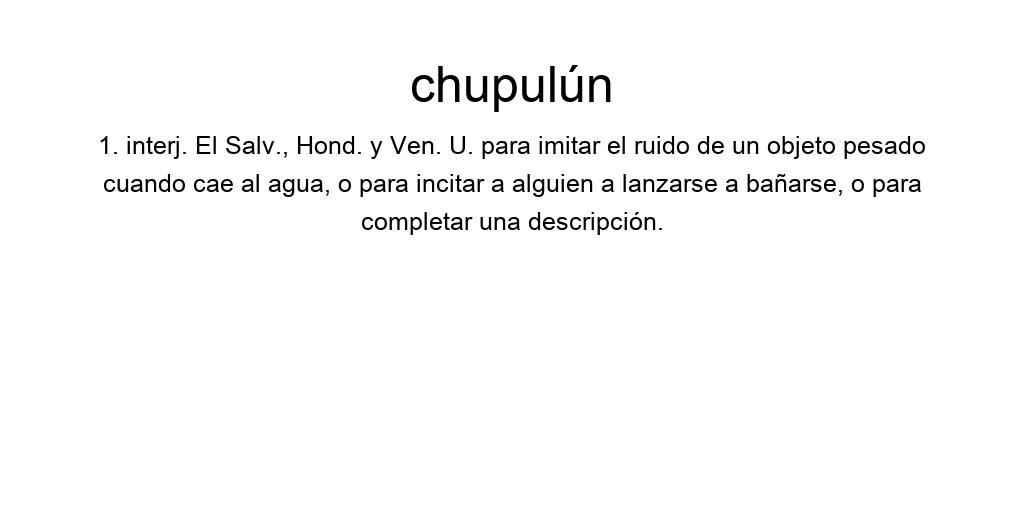 chupulún
1. interj. El Salv., Hond. y Ven. U. para imitar el ruido de un objeto pesado
cuando cae al agua, o para incitar a alguien a lanzarse a bañarse, o para
completar una descripción.